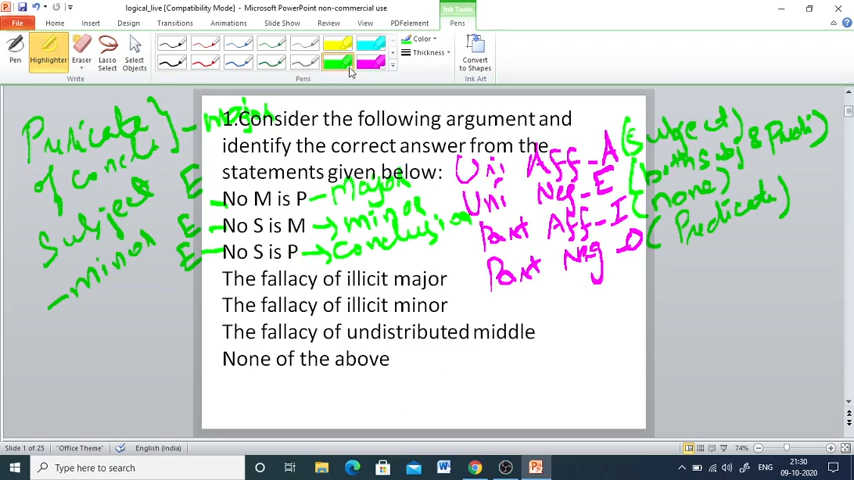 logical_live [Compatibility Mode] - Microsoft PowerPoint non-commercial use
Ink Tools
File Home Insert Design Transitions Animations Slide Show Review View PDFelement Pens
Pen Highlighter Eraser Lasso Select Select Objects
Color
Thickness
Convert to Shapes
Write Pens Ink Art
Predicate of conclu - major
Subject - minor
1.Consider the following argument and
identify the correct answer from the
statements given below:
E - No M is P - major
E - No S is M → minor
E - No S is P → conclusion
The fallacy of illicit major
The fallacy of illicit minor
The fallacy of undistributed middle
None of the above
Uni Aff - A (subject)
Uni Neg - E (both sub & Predi)
Part Aff - I (none)
Part Neg - O (Predicate)
Slide 1 of 25 "Office Theme" English (India) 74%
Type here to search
ENG
21:30
09-10-2020